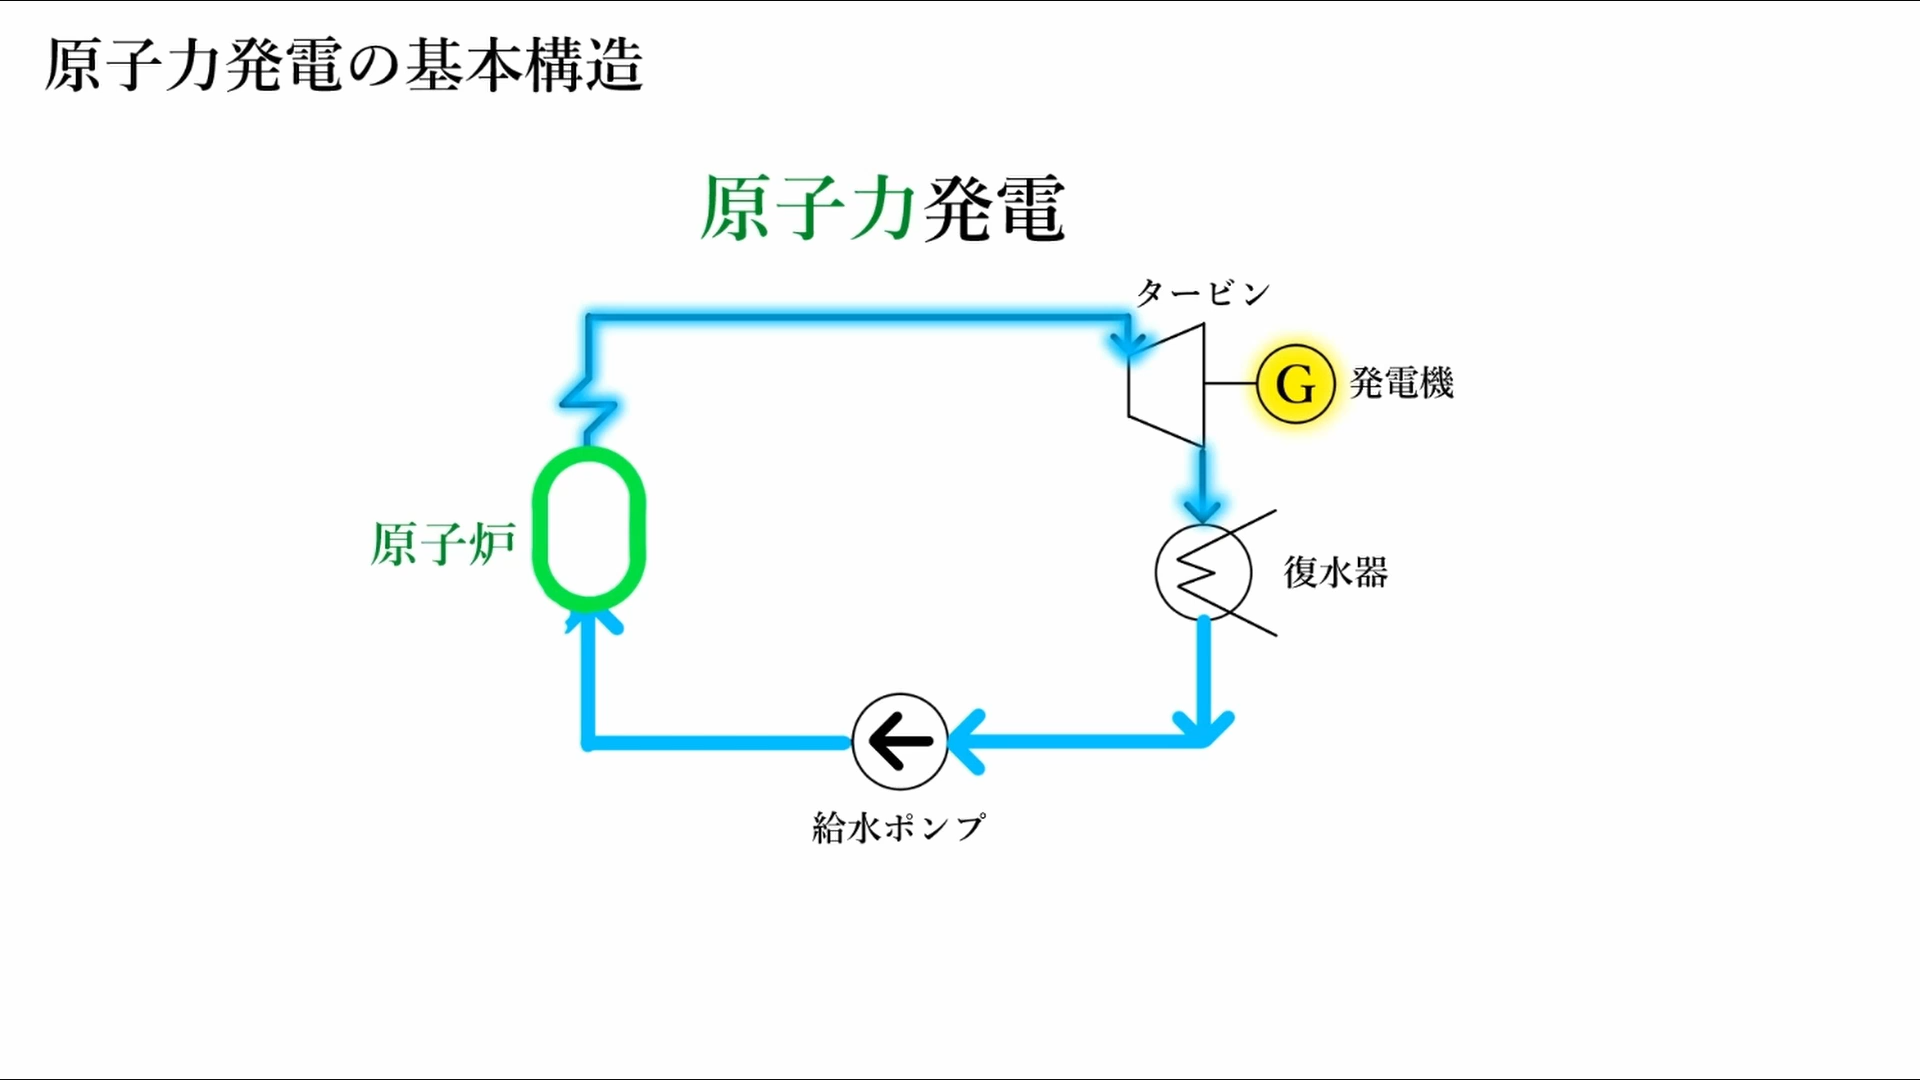 原子力発電の基本構造
原子力発電
タービン
G
発電機
原子炉
復水器
給水ポンプ